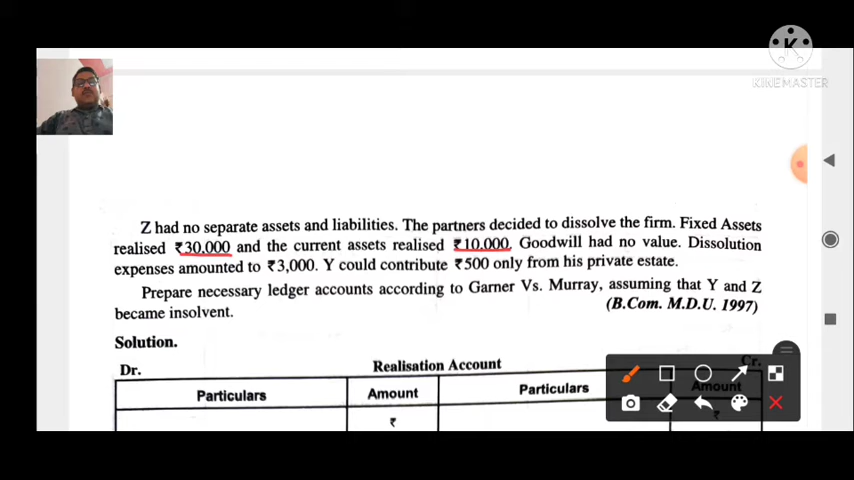 K
KINEMASTER
Z had no separate assets and liabilities. The partners decided to dissolve the firm. Fixed Assets
realised ₹30,000 and the current assets realised ₹10,000. Goodwill had no value. Dissolution
expenses amounted to ₹3,000. Y could contribute ₹500 only from his private estate.
Prepare necessary ledger accounts according to Garner Vs. Murray, assuming that Y and Z
became insolvent. (B.Com. M.D.U. 1997)
Solution.
Dr. Realisation Account Cr.
Particulars Amount Particulars Amount
₹ ₹